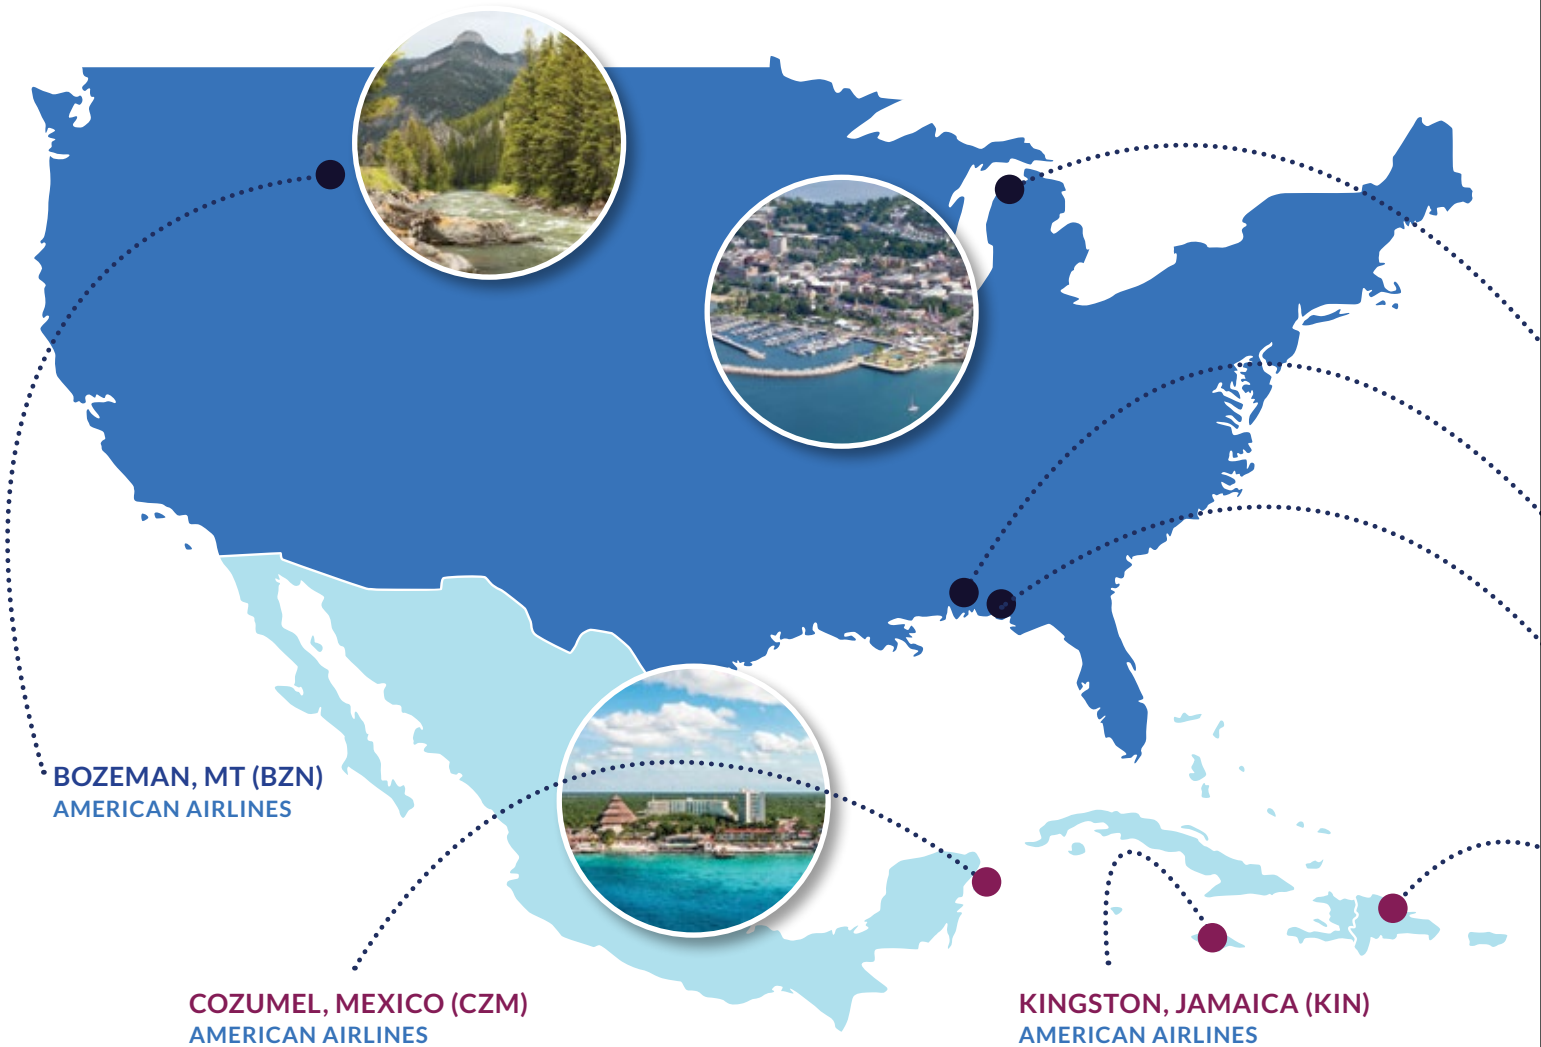 BOZEMAN, MT (BZN)
AMERICAN AIRLINES
COZUMEL, MEXICO (CZM)
AMERICAN AIRLINES
KINGSTON, JAMAICA (KIN)
AMERICAN AIRLINES